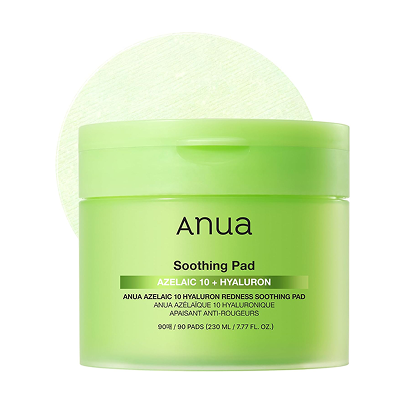 Anua
Soothing Pad
AZELAIC 10 + HYALURON
ANUA AZELAIC 10 HYALURON REDNESS SOOTHING PAD
ANUA AZÉLAÏQUE 10 HYALURONIQUE
APAISANT ANTI-ROUGEURS
90매 / 90 PADS (230 ML / 7.77 FL. OZ.)